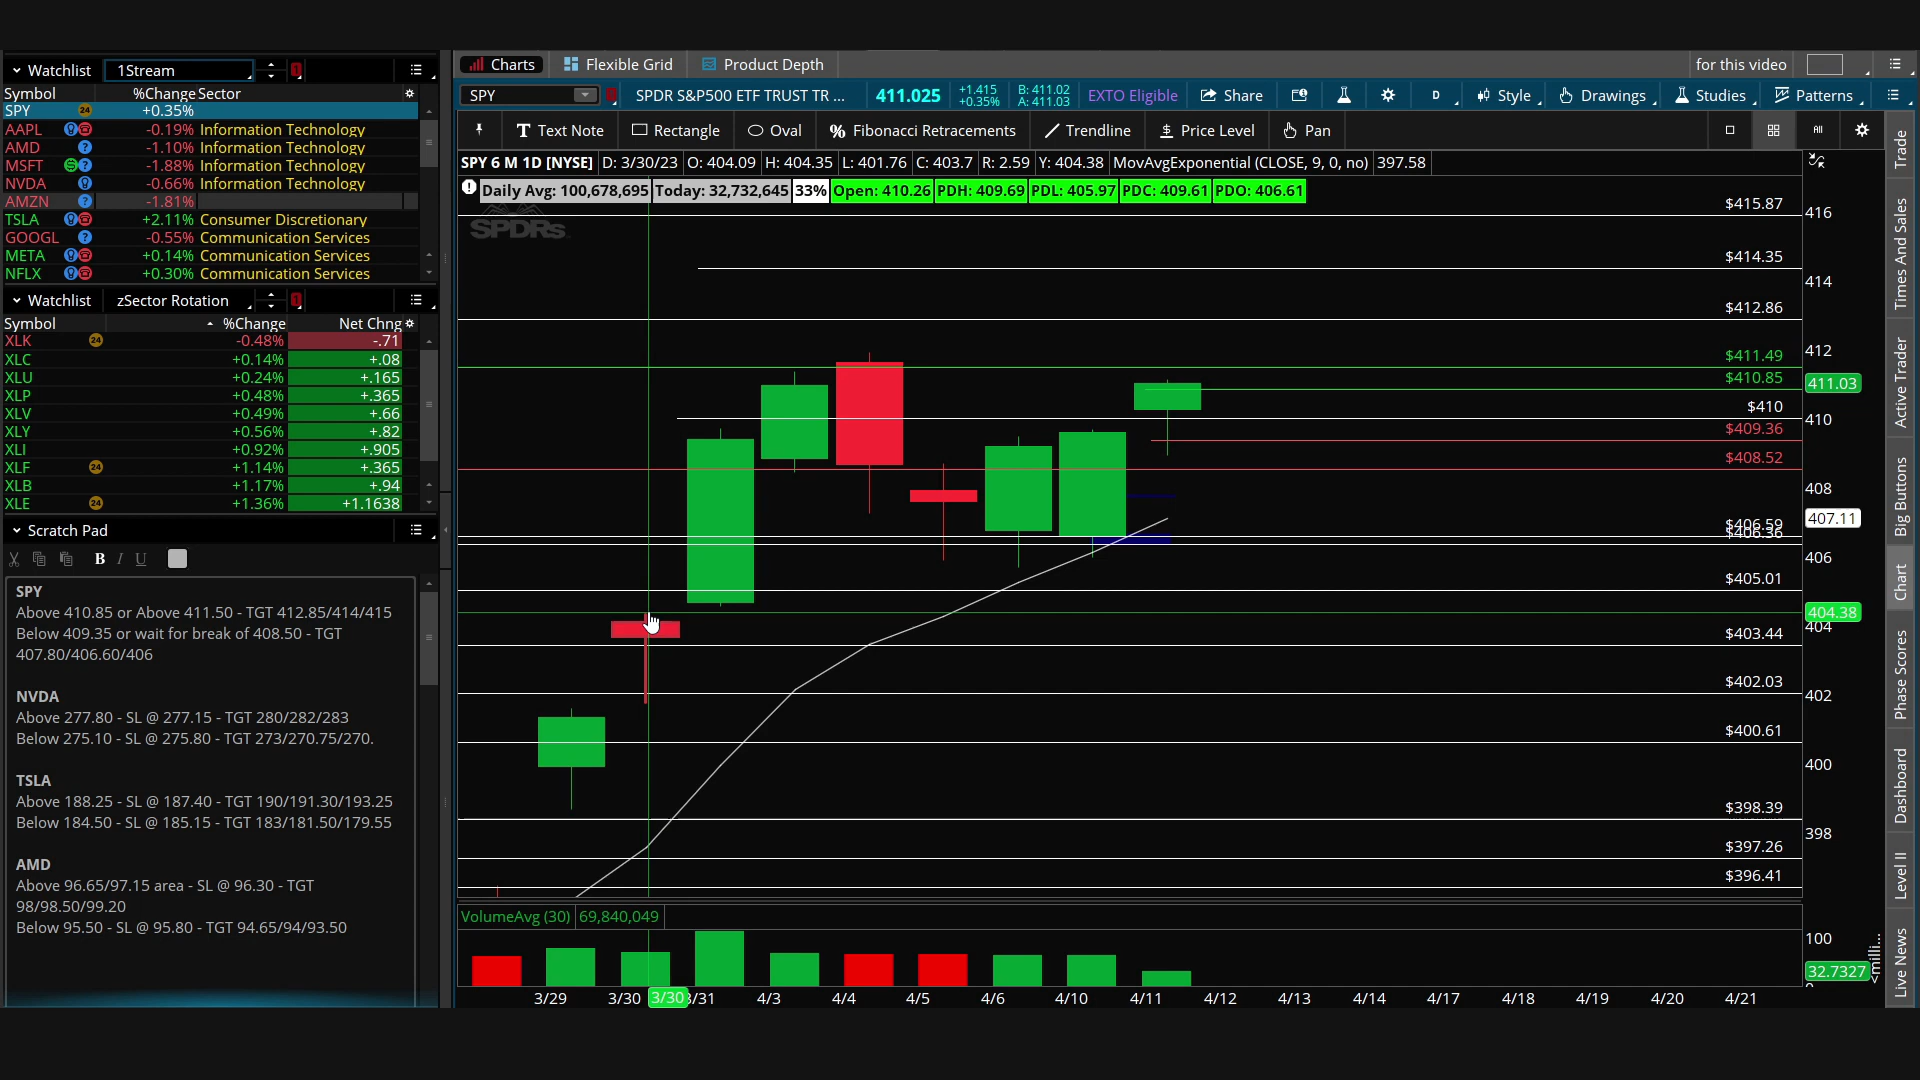 Watchlist 1Stream
Symbol %Change Sector
SPY 24 +0.35%
AAPL -0.19% Information Technology
AMD -1.10% Information Technology
MSFT -1.88% Information Technology
NVDA -0.66% Information Technology
AMZN -1.81%
TSLA +2.11% Consumer Discretionary
GOOGL -0.55% Communication Services
META +0.14% Communication Services
NFLX +0.30% Communication Services
Watchlist zSector Rotation
Symbol %Change Net Chng
XLK 24 -0.48% -.71
XLC +0.14% +.08
XLU +0.24% +.165
XLP +0.48% +.365
XLV +0.49% +.66
XLY +0.56% +.82
XLI +0.92% +.905
XLF 24 +1.14% +.365
XLB +1.17% +.94
XLE 24 +1.36% +1.1638
Scratch Pad
B I U
SPY
Above 410.85 or Above 411.50 - TGT 412.85/414/415
Below 409.35 or wait for break of 408.50 - TGT
407.80/406.60/406
NVDA
Above 277.80 - SL @ 277.15 - TGT 280/282/283
Below 275.10 - SL @ 275.80 - TGT 273/270.75/270.
TSLA
Above 188.25 - SL @ 187.40 - TGT 190/191.30/193.25
Below 184.50 - SL @ 185.15 - TGT 183/181.50/179.55
AMD
Above 96.65/97.15 area - SL @ 96.30 - TGT
98/98.50/99.20
Below 95.50 - SL @ 95.80 - TGT 94.65/94/93.50
Charts Flexible Grid Product Depth for this video
SPY SPDR S&P500 ETF TRUST TR ... 411.025 +1.415 +0.35% B: 411.02 A: 411.03 EXTO Eligible Share D Style Drawings Studies Patterns
Text Note Rectangle Oval Fibonacci Retracements Trendline Price Level Pan All
SPY 6 M 1D [NYSE] D: 3/30/23 O: 404.09 H: 404.35 L: 401.76 C: 403.7 R: 2.59 Y: 404.38 MovAvgExponential (CLOSE, 9, 0, no) 397.58
Daily Avg: 100,678,695 Today: 32,732,645 33% Open: 410.26 PDH: 409.69 PDL: 405.97 PDC: 409.61 PDO: 406.61
SPDRs
$415.87
$414.35
$412.86
$411.49
$410.85
$410
$409.36
$408.52
$406.59
$406.36
$405.01
$403.44
$402.03
$400.61
$398.39
$397.26
$396.41
416
414
412
411.03
410
408
407.11
406
404.38
404
402
400
398
VolumeAvg (30) 69,840,049
100
32.7327
<milli...
3/29 3/30 3/30 3/31 4/3 4/4 4/5 4/6 4/10 4/11 4/12 4/13 4/14 4/17 4/18 4/19 4/20 4/21
Trade
Times And Sales
Active Trader
Big Buttons
Chart
Phase Scores
Dashboard
Level II
Live News